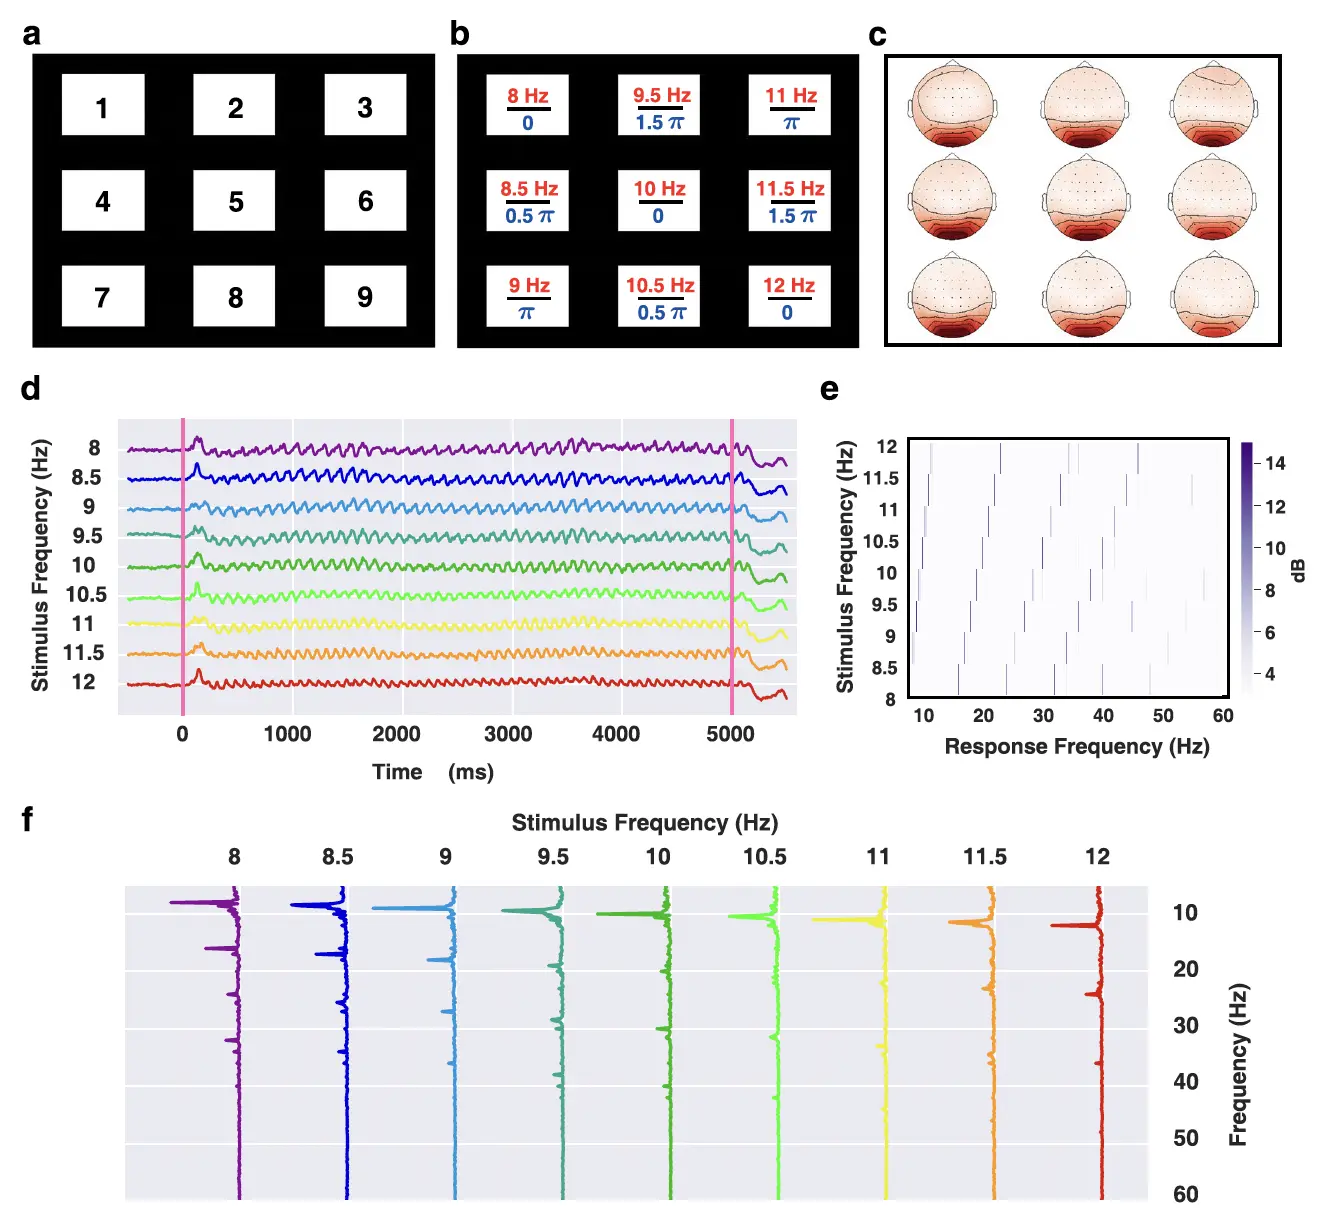 a
b
c
1 2 3
4 5 6
7 8 9
8 Hz
0
9.5 Hz
1.5 π
11 Hz
π
8.5 Hz
0.5 π
10 Hz
0
11.5 Hz
1.5 π
9 Hz
π
10.5 Hz
0.5 π
12 Hz
0
d
Stimulus Frequency (Hz)
8
8.5
9
9.5
10
10.5
11
11.5
12
0 1000 2000 3000 4000 5000
Time (ms)
e
Stimulus Frequency (Hz)
12
11.5
11
10.5
10
9.5
9
8.5
8
10 20 30 40 50 60
Response Frequency (Hz)
14
12
10
8
6
4
dB
f
Stimulus Frequency (Hz)
8 8.5 9 9.5 10 10.5 11 11.5 12
10
20
30
40
50
60
Frequency (Hz)